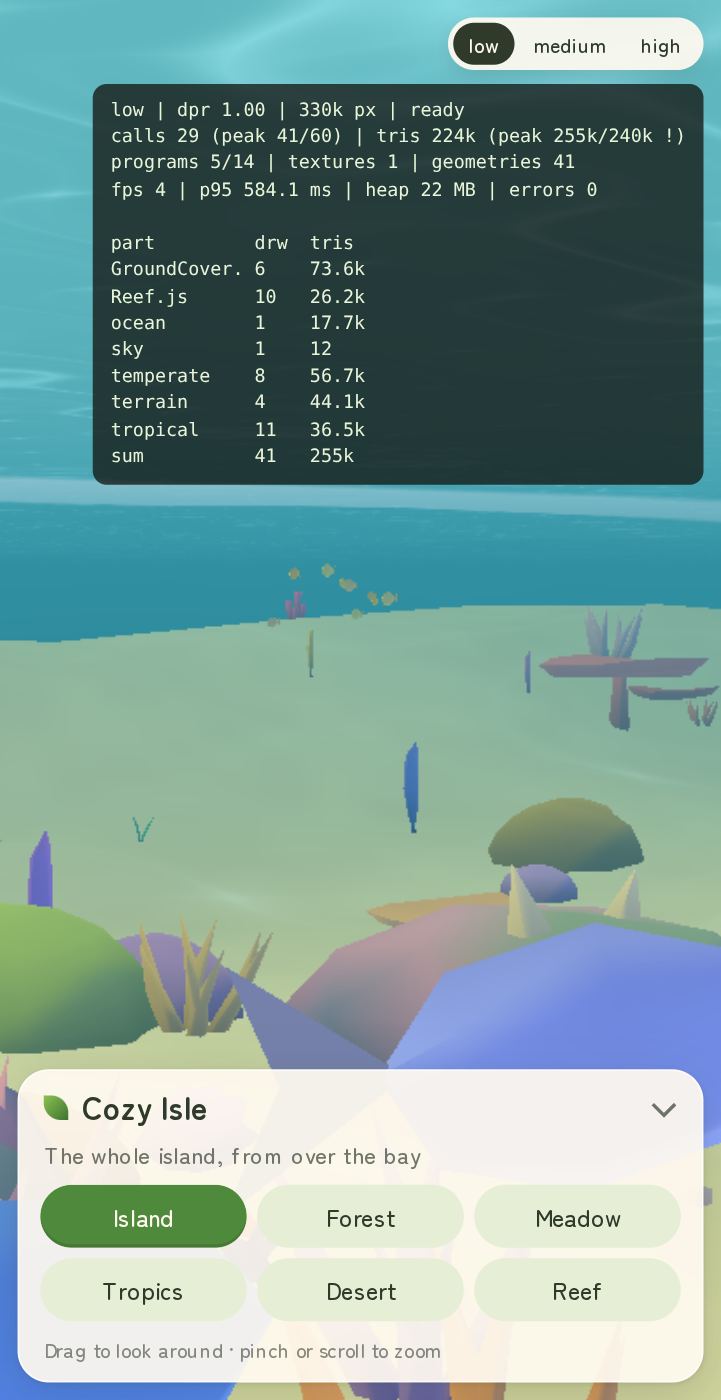 low medium high
low | dpr 1.00 | 330k px | ready
calls 29 (peak 41/60) | tris 224k (peak 255k/240k !)
programs 5/14 | textures 1 | geometries 41
fps 4 | p95 584.1 ms | heap 22 MB | errors 0
part drw tris
GroundCover. 6 73.6k
Reef.js 10 26.2k
ocean 1 17.7k
sky 1 12
temperate 8 56.7k
terrain 4 44.1k
tropical 11 36.5k
sum 41 255k
Cozy Isle
The whole island, from over the bay
Island Forest Meadow
Tropics Desert Reef
Drag to look around · pinch or scroll to zoom